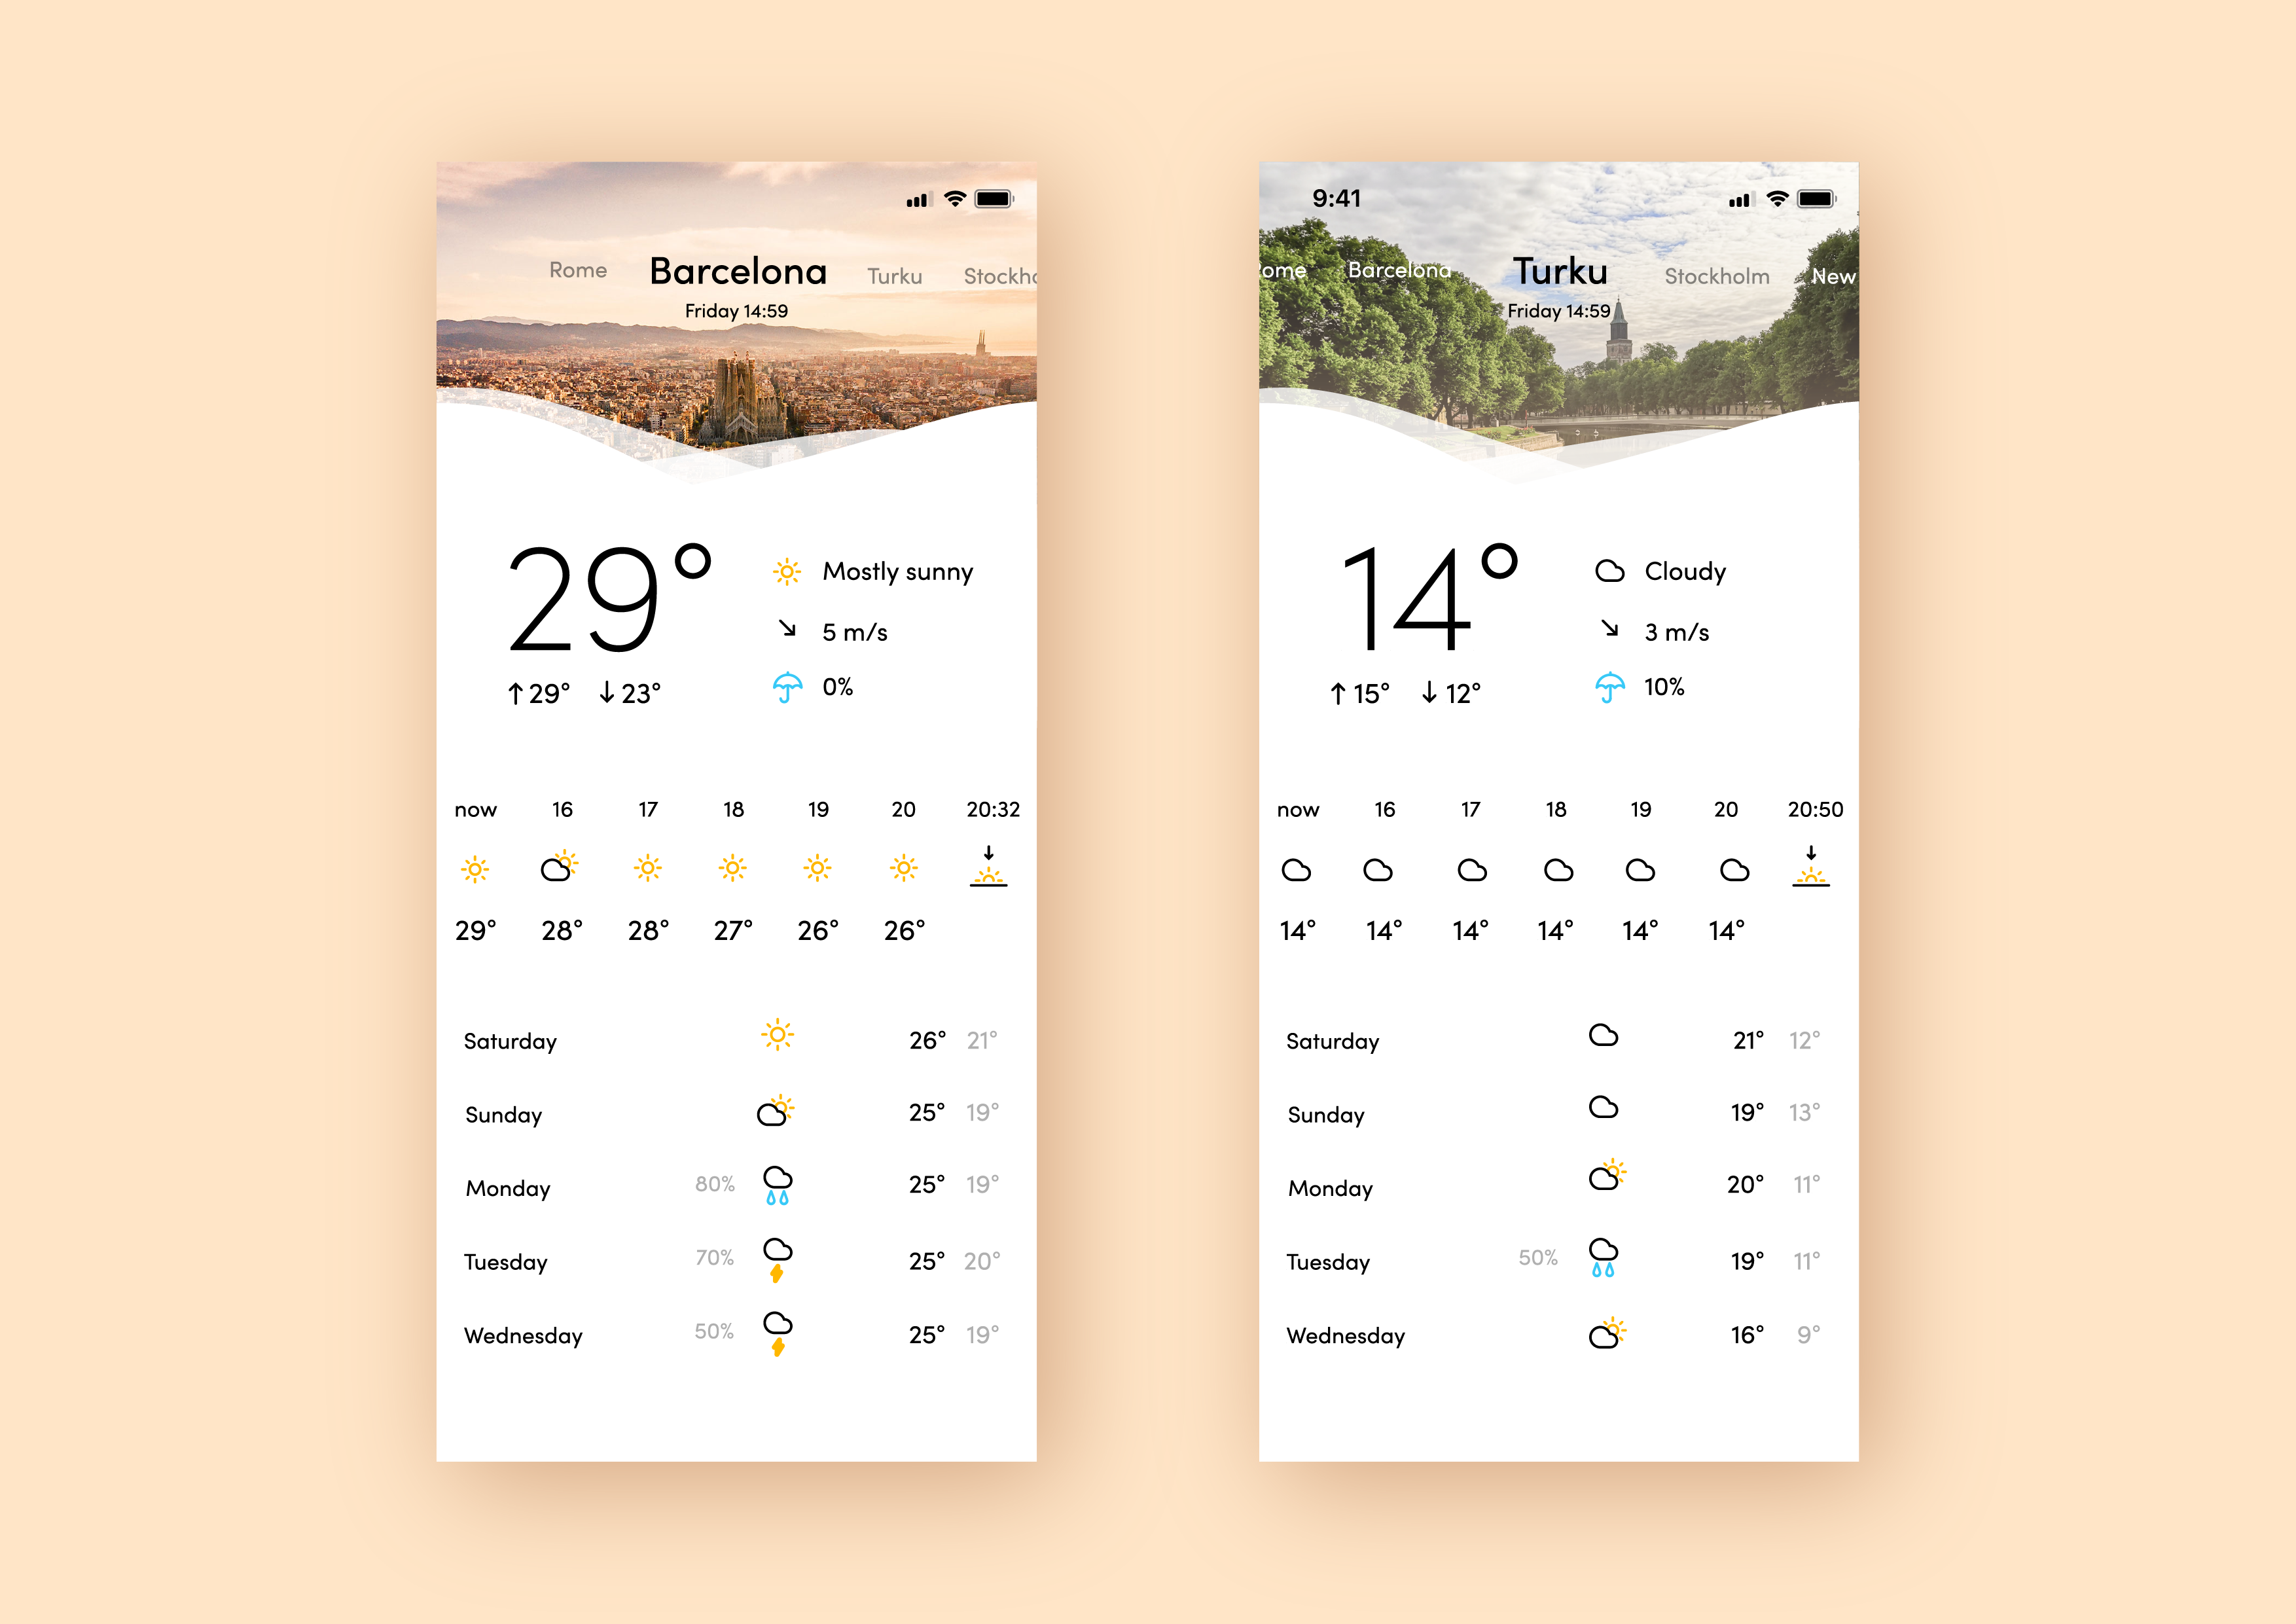 Rome Barcelona Turku Stockho
Friday 14:59
29°
Mostly sunny
5 m/s
0%
↑ 29° ↓ 23°
now 16 17 18 19 20 20:32
29° 28° 28° 27° 26° 26°
Saturday 26° 21°
Sunday 25° 19°
Monday 80% 25° 19°
Tuesday 70% 25° 20°
Wednesday 50% 25° 19°
9:41
ome Barcelona Turku Stockholm New
Friday 14:59
14°
Cloudy
3 m/s
10%
↑ 15° ↓ 12°
now 16 17 18 19 20 20:50
14° 14° 14° 14° 14° 14°
Saturday 21° 12°
Sunday 19° 13°
Monday 20° 11°
Tuesday 50% 19° 11°
Wednesday 16° 9°